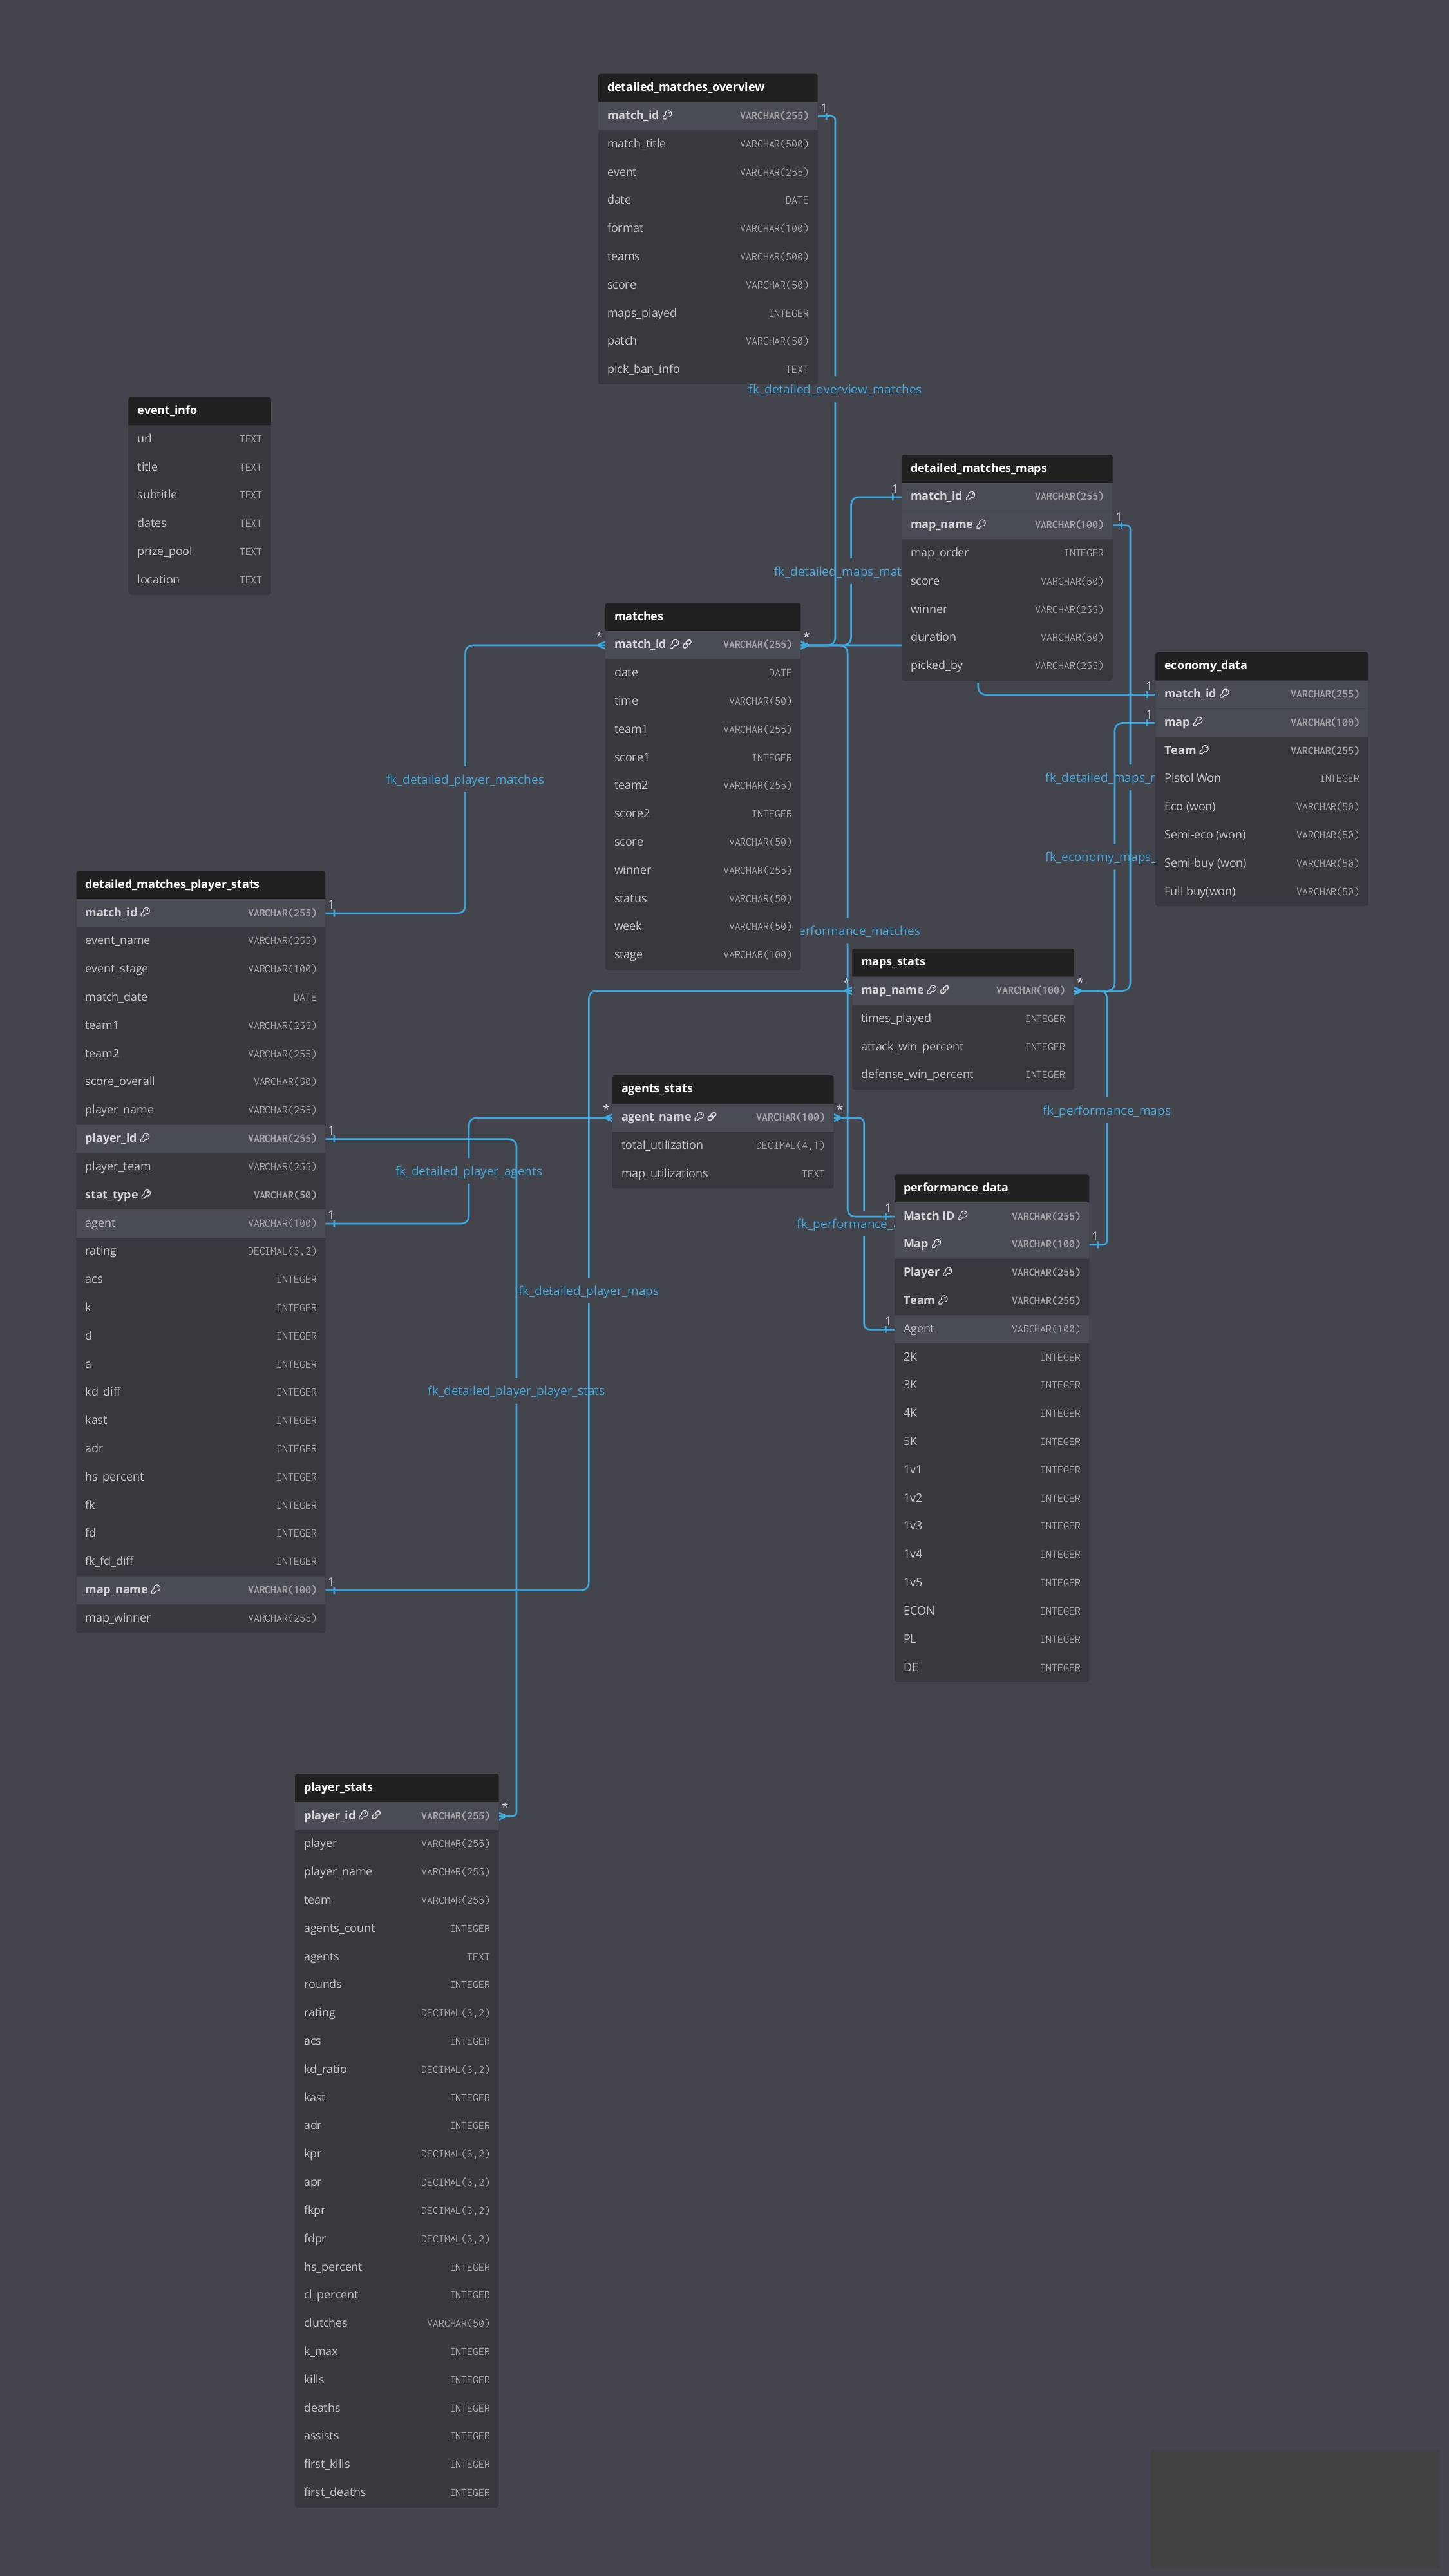 detailed_matches_overview
match_id VARCHAR(255)
match_title VARCHAR(500)
event VARCHAR(255)
date DATE
format VARCHAR(100)
teams VARCHAR(500)
score VARCHAR(50)
maps_played INTEGER
patch VARCHAR(50)
pick_ban_info TEXT
1
fk_detailed_overview_matches
event_info
url TEXT
title TEXT
subtitle TEXT
dates TEXT
prize_pool TEXT
location TEXT
detailed_matches_maps
1 match_id VARCHAR(255)
map_name VARCHAR(100) 1
map_order INTEGER
score VARCHAR(50)
winner VARCHAR(255)
duration VARCHAR(50)
picked_by VARCHAR(255)
fk_detailed_maps_mat
matches
* match_id VARCHAR(255) *
date DATE
time VARCHAR(50)
team1 VARCHAR(255)
score1 INTEGER
team2 VARCHAR(255)
score2 INTEGER
score VARCHAR(50)
winner VARCHAR(255)
status VARCHAR(50)
week VARCHAR(50)
stage VARCHAR(100)
economy_data
1 match_id VARCHAR(255)
1 map VARCHAR(100)
Team VARCHAR(255)
Pistol Won INTEGER
Eco (won) VARCHAR(50)
Semi-eco (won) VARCHAR(50)
Semi-buy (won) VARCHAR(50)
Full buy(won) VARCHAR(50)
fk_detailed_player_matches
fk_detailed_maps_
fk_economy_maps_
erformance_matches
detailed_matches_player_stats
match_id VARCHAR(255) 1
event_name VARCHAR(255)
event_stage VARCHAR(100)
match_date DATE
team1 VARCHAR(255)
team2 VARCHAR(255)
score_overall VARCHAR(50)
player_name VARCHAR(255)
player_id VARCHAR(255) 1
player_team VARCHAR(255)
stat_type VARCHAR(50)
agent VARCHAR(100) 1
rating DECIMAL(3,2)
acs INTEGER
k INTEGER
d INTEGER
a INTEGER
kd_diff INTEGER
kast INTEGER
adr INTEGER
hs_percent INTEGER
fk INTEGER
fd INTEGER
fk_fd_diff INTEGER
map_name VARCHAR(100) 1
map_winner VARCHAR(255)
maps_stats
* map_name VARCHAR(100) *
times_played INTEGER
attack_win_percent INTEGER
defense_win_percent INTEGER
agents_stats
* agent_name VARCHAR(100) *
total_utilization DECIMAL(4,1)
map_utilizations TEXT
fk_performance_maps
fk_detailed_player_agents
fk_performance_
fk_detailed_player_maps
fk_detailed_player_player_stats
performance_data
1 Match ID VARCHAR(255)
Map VARCHAR(100) 1
Player VARCHAR(255)
Team VARCHAR(255)
1 Agent VARCHAR(100)
2K INTEGER
3K INTEGER
4K INTEGER
5K INTEGER
1v1 INTEGER
1v2 INTEGER
1v3 INTEGER
1v4 INTEGER
1v5 INTEGER
ECON INTEGER
PL INTEGER
DE INTEGER
player_stats
player_id VARCHAR(255) *
player VARCHAR(255)
player_name VARCHAR(255)
team VARCHAR(255)
agents_count INTEGER
agents TEXT
rounds INTEGER
rating DECIMAL(3,2)
acs INTEGER
kd_ratio DECIMAL(3,2)
kast INTEGER
adr INTEGER
kpr DECIMAL(3,2)
apr DECIMAL(3,2)
fkpr DECIMAL(3,2)
fdpr DECIMAL(3,2)
hs_percent INTEGER
cl_percent INTEGER
clutches VARCHAR(50)
k_max INTEGER
kills INTEGER
deaths INTEGER
assists INTEGER
first_kills INTEGER
first_deaths INTEGER